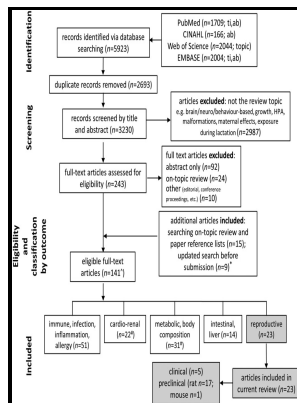 Identification
records identified via database
searching (n=5923)
PubMed (n=1709; ti,ab)
CINAHL (n=166; ab)
Web of Science (n=2044; topic)
EMBASE (n=2004; ti,ab)
duplicate records removed (n=2693)
Screening
records screened by title
and abstract (n=3230)
articles excluded: not the review topic
e.g. brain/neuro/behaviour-based, growth, HPA,
malformations, maternal effects, exposure
during lactation (n=2987)
full-text articles assessed for
eligibility (n=243)
full text articles excluded:
abstract only (n=92)
on-topic review (n=24)
other (editorial, conference
proceedings, etc.) (n=10)
Eligibility and
classification
by outcome
additional articles included:
searching on-topic review and
paper reference lists (n=15);
updated search before
submission (n=9)*
eligible full-text
articles (n=141*)
Included
immune, infection,
inflammation,
allergy (n=51)
cardio-renal
(n=22#)
metabolic, body
composition
(n=31#)
intestinal,
liver (n=14)
reproductive
(n=23)
clinical (n=5)
preclinical (rat n=17;
mouse n=1)
articles included in
current review (n=23)